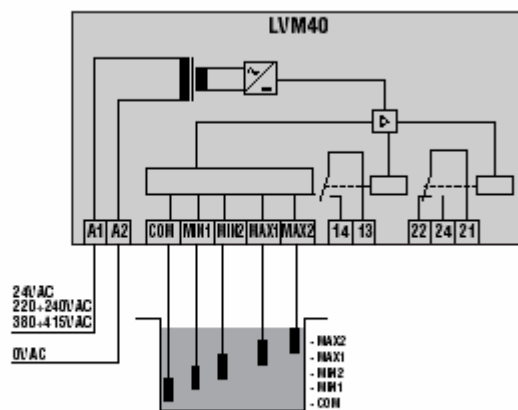 LVM40
A1 A2 COM MIN1 MIN2 MAX1 MAX2 14 13 22 24 21
24VAC
220÷240VAC
380÷415VAC
0VAC
- MAX2
- MAX1
- MIN2
- MIN1
- COM